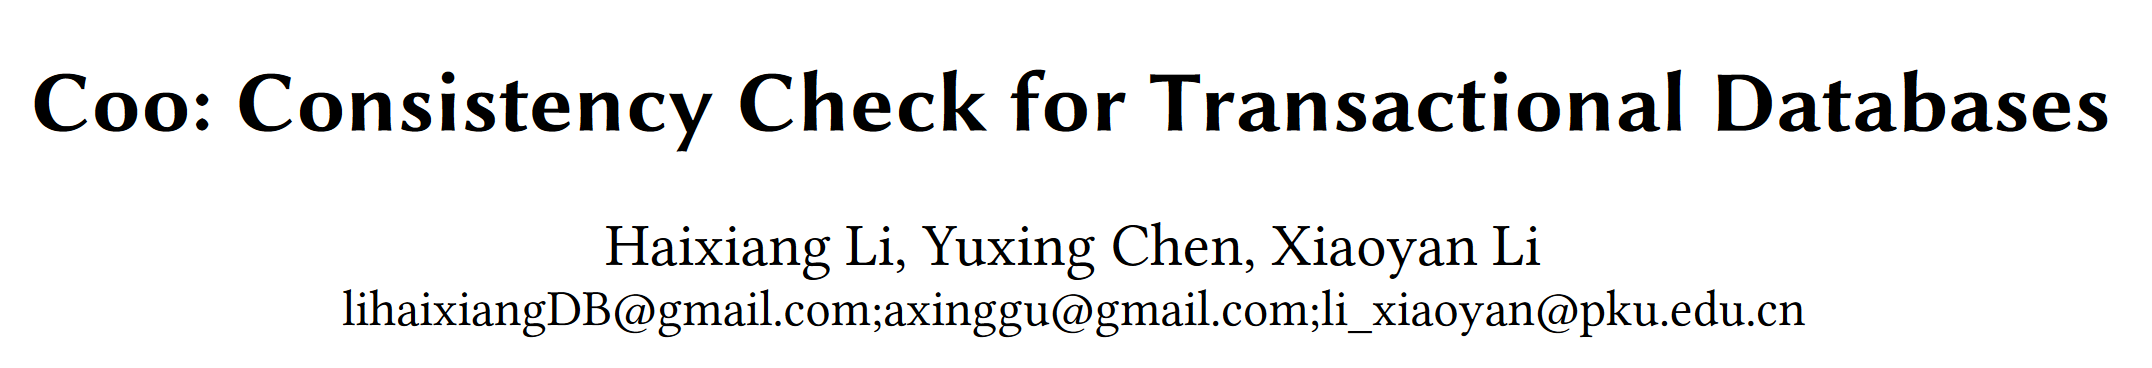 Coo: Consistency Check for Transactional Databases
Haixiang Li, Yuxing Chen, Xiaoyan Li
lihaixiangDB@gmail.com;axinggu@gmail.com;li_xiaoyan@pku.edu.cn